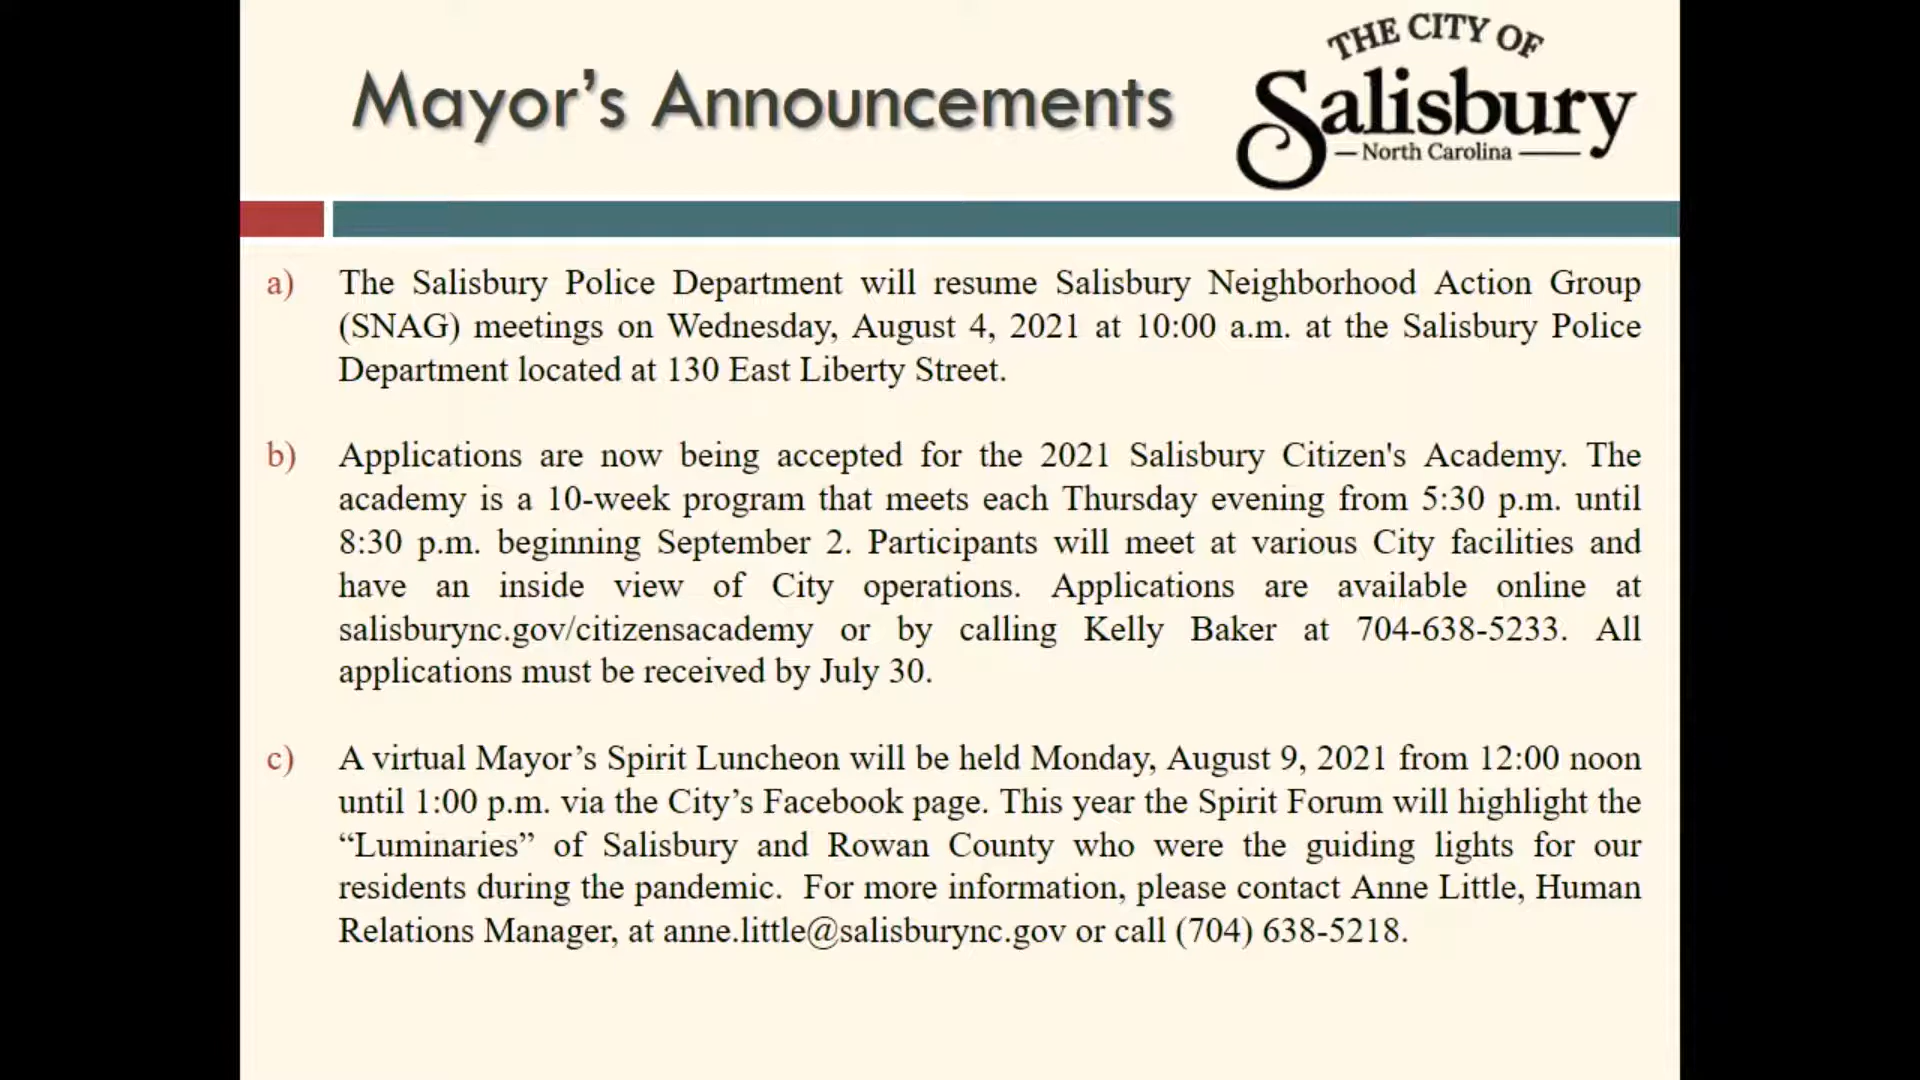 Mayor’s Announcements
THE CITY OF
Salisbury
North Carolina
a) The Salisbury Police Department will resume Salisbury Neighborhood Action Group
(SNAG) meetings on Wednesday, August 4, 2021 at 10:00 a.m. at the Salisbury Police
Department located at 130 East Liberty Street.
b) Applications are now being accepted for the 2021 Salisbury Citizen's Academy. The
academy is a 10-week program that meets each Thursday evening from 5:30 p.m. until
8:30 p.m. beginning September 2. Participants will meet at various City facilities and
have an inside view of City operations. Applications are available online at
salisburync.gov/citizensacademy or by calling Kelly Baker at 704-638-5233. All
applications must be received by July 30.
c) A virtual Mayor’s Spirit Luncheon will be held Monday, August 9, 2021 from 12:00 noon
until 1:00 p.m. via the City’s Facebook page. This year the Spirit Forum will highlight the
“Luminaries” of Salisbury and Rowan County who were the guiding lights for our
residents during the pandemic. For more information, please contact Anne Little, Human
Relations Manager, at anne.little@salisburync.gov or call (704) 638-5218.